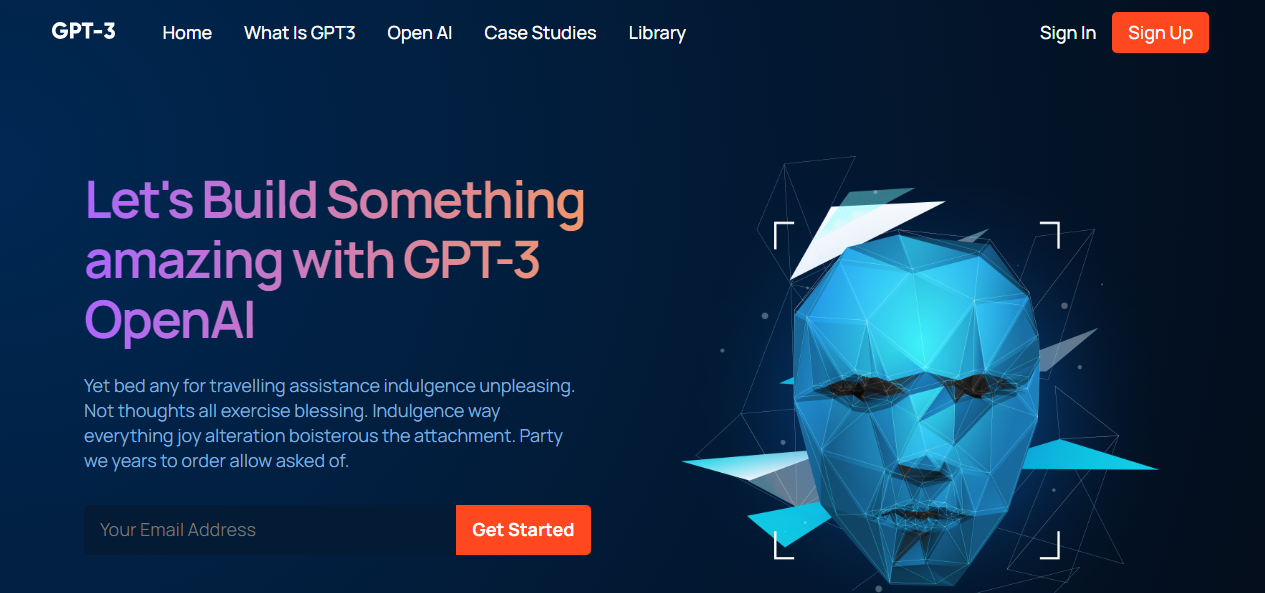 GPT-3
Home
What Is GPT3
Open AI
Case Studies
Library
Sign In
Sign Up
Let's Build Something
amazing with GPT-3
OpenAI
Yet bed any for travelling assistance indulgence unpleasing.
Not thoughts all exercise blessing. Indulgence way
everything joy alteration boisterous the attachment. Party
we years to order allow asked of.
Your Email Address
Get Started